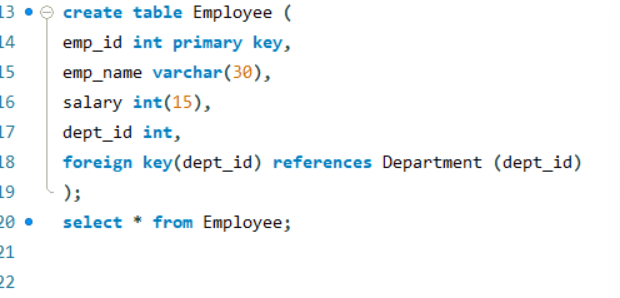 13 create table Employee (
14 emp_id int primary key,
15 emp_name varchar(30),
16 salary int(15),
17 dept_id int,
18 foreign key(dept_id) references Department (dept_id)
19 );
20 select * from Employee;
21
22